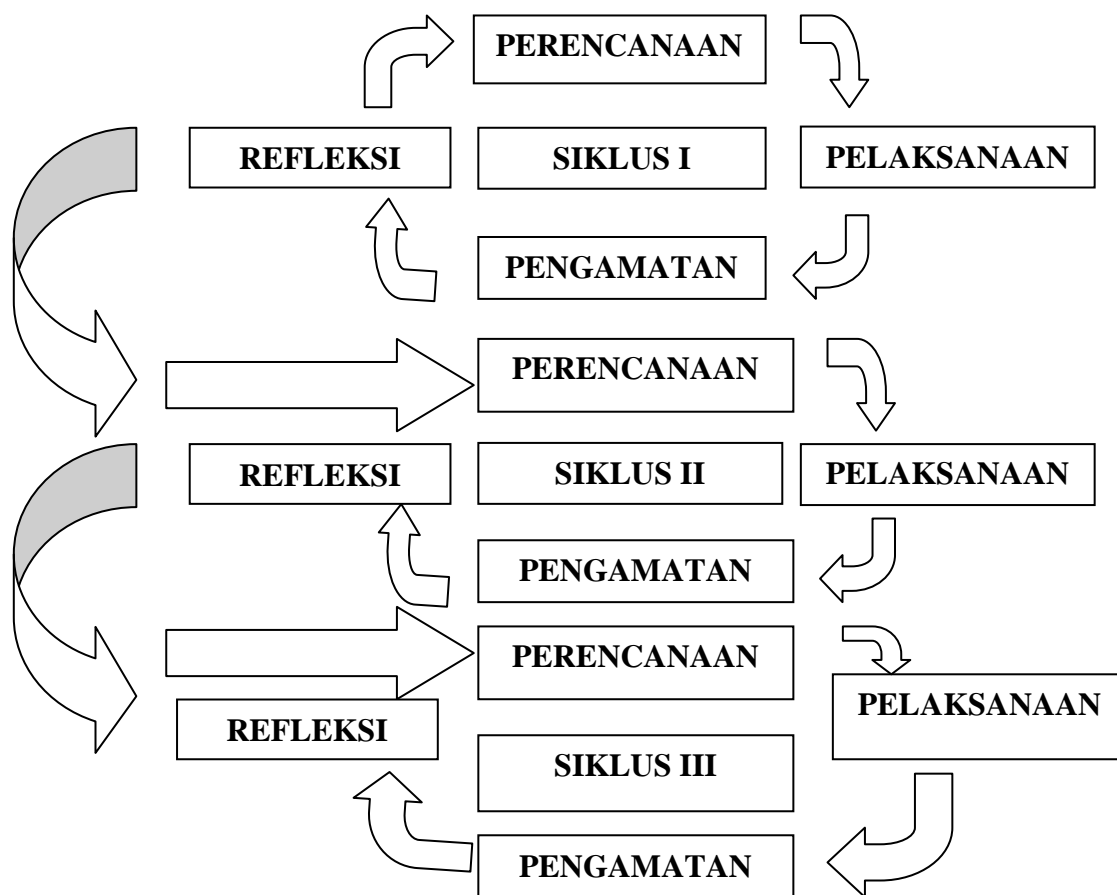 PERENCANAAN
REFLEKSI
SIKLUS I
PELAKSANAAN
PENGAMATAN
PERENCANAAN
REFLEKSI
SIKLUS II
PELAKSANAAN
PENGAMATAN
PERENCANAAN
PELAKSANAAN
REFLEKSI
SIKLUS III
PENGAMATAN